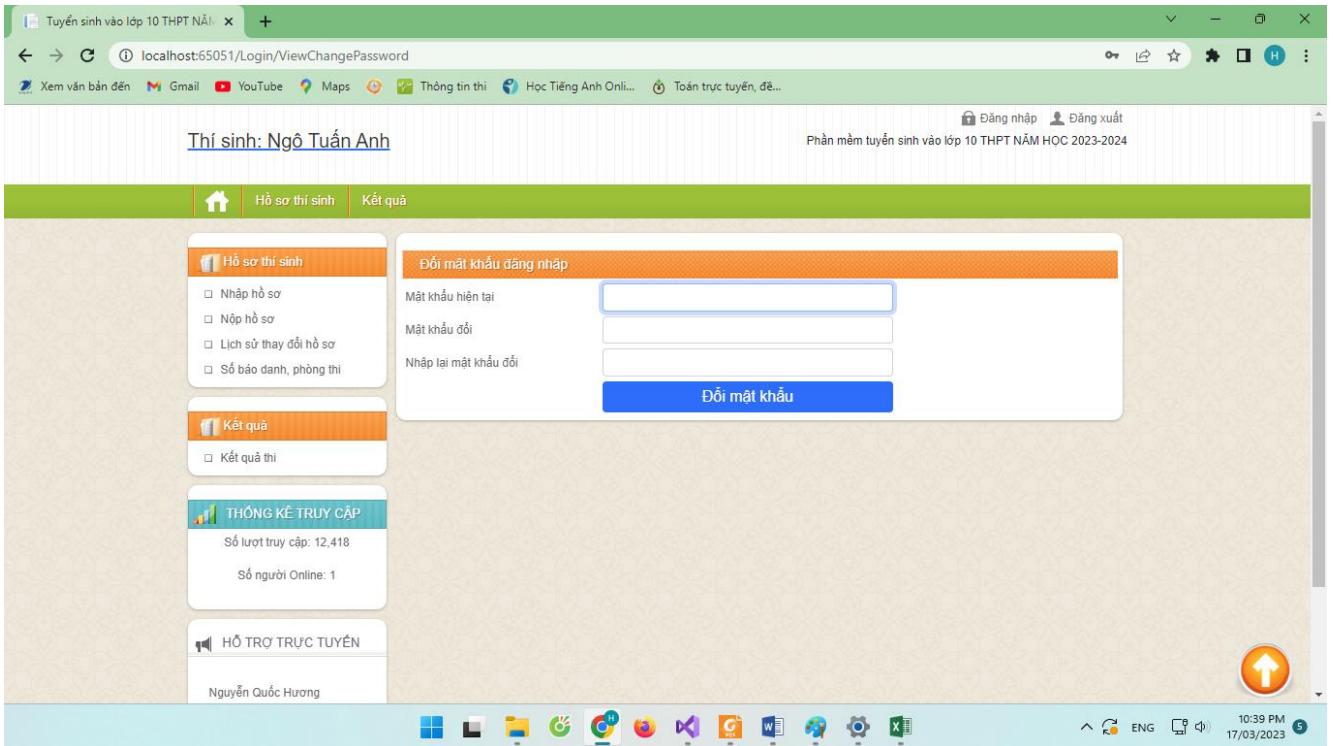 Tuyển sinh vào lớp 10 THPT NĂM
localhost:65051/Login/ViewChangePassword
H
Xem văn bản đến Gmail YouTube Maps Thông tin thi Học Tiếng Anh Onli... Toán trực tuyến, đề...
Đăng nhập Đăng xuất
Thí sinh: Ngô Tuấn Anh
Phần mềm tuyển sinh vào lớp 10 THPT NĂM HỌC 2023-2024
Hồ sơ thí sinh Kết quả
Hồ sơ thí sinh
Nhập hồ sơ
Nộp hồ sơ
Lịch sử thay đổi hồ sơ
Số báo danh, phòng thi
Đổi mật khẩu đăng nhập
Mật khẩu hiện tại
Mật khẩu đổi
Nhập lại mật khẩu đổi
Đỗi mật khẩu
Kết quả
Kết quả thi
THỐNG KÊ TRUY CẬP
Số lượt truy cập: 12,418
Số người Online: 1
HỖ TRỢ TRỰC TUYẾN
Nguyễn Quốc Hương
ENG
10:39 PM
17/03/2023
5